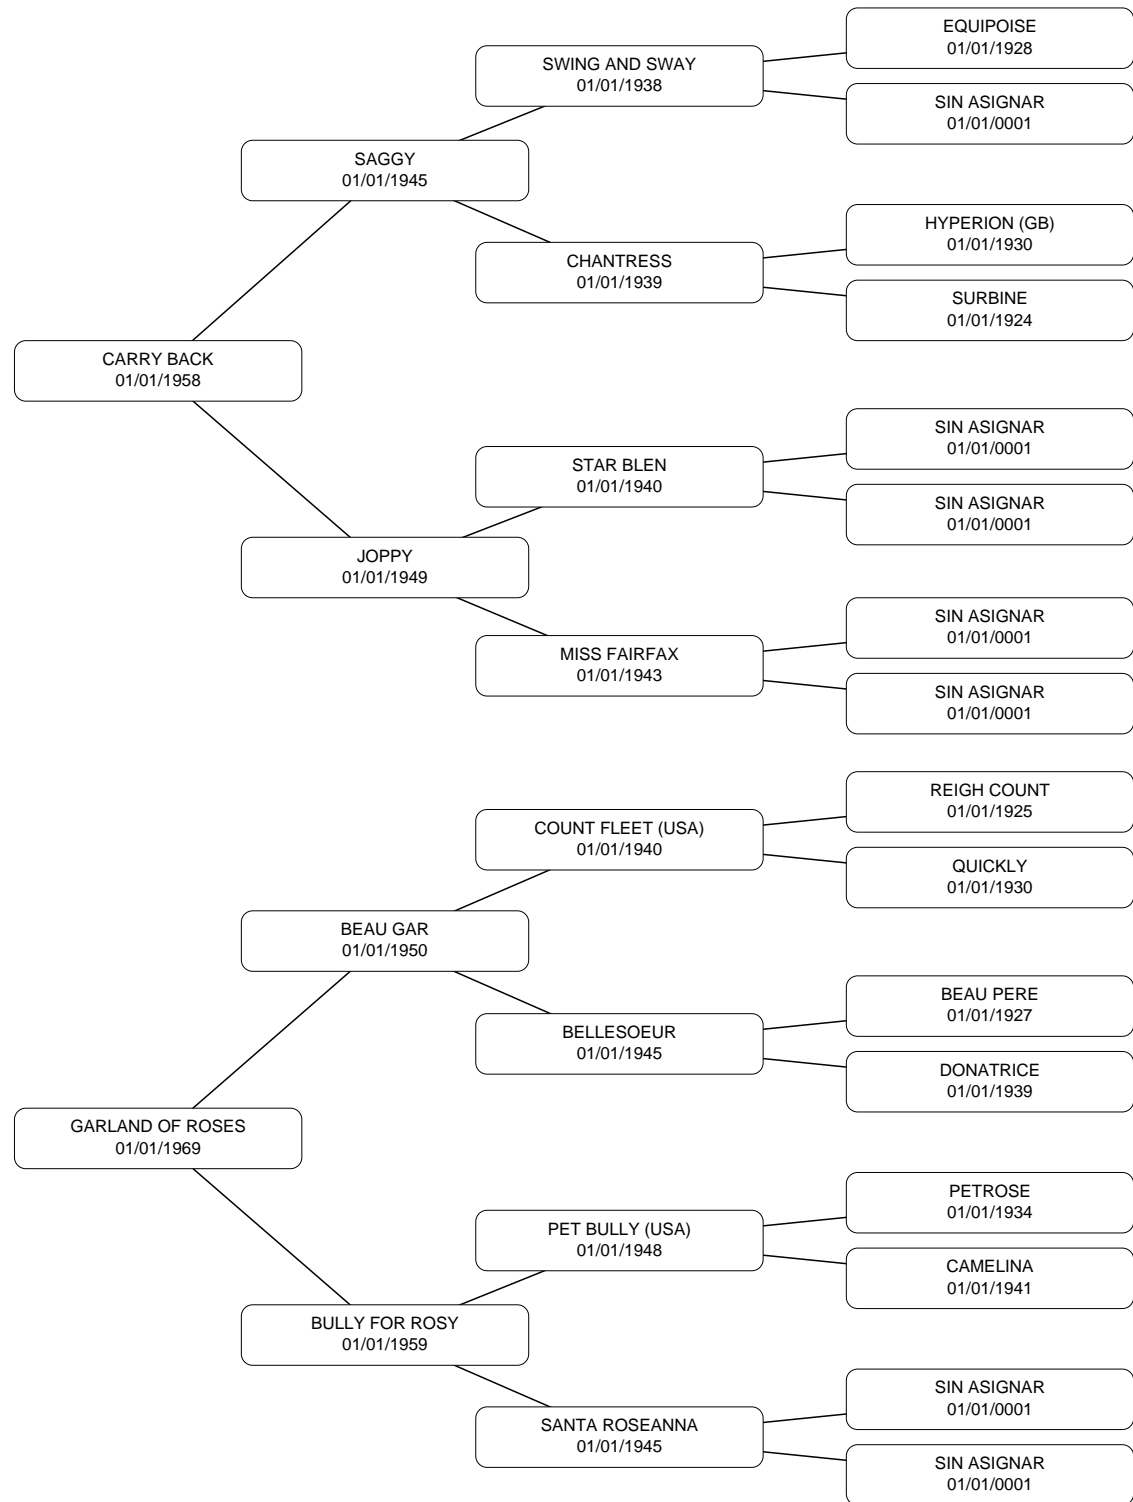 EQUIPOISE
01/01/1928
SWING AND SWAY
01/01/1938
SIN ASIGNAR
01/01/0001
SAGGY
01/01/1945
HYPERION (GB)
01/01/1930
CHANTRESS
01/01/1939
SURBINE
01/01/1924
CARRY BACK
01/01/1958
SIN ASIGNAR
01/01/0001
STAR BLEN
01/01/1940
SIN ASIGNAR
01/01/0001
JOPPY
01/01/1949
SIN ASIGNAR
01/01/0001
MISS FAIRFAX
01/01/1943
SIN ASIGNAR
01/01/0001
REIGH COUNT
01/01/1925
COUNT FLEET (USA)
01/01/1940
QUICKLY
01/01/1930
BEAU GAR
01/01/1950
BEAU PERE
01/01/1927
BELLESOEUR
01/01/1945
DONATRICE
01/01/1939
GARLAND OF ROSES
01/01/1969
PETROSE
01/01/1934
PET BULLY (USA)
01/01/1948
CAMELINA
01/01/1941
BULLY FOR ROSY
01/01/1959
SIN ASIGNAR
01/01/0001
SANTA ROSEANNA
01/01/1945
SIN ASIGNAR
01/01/0001